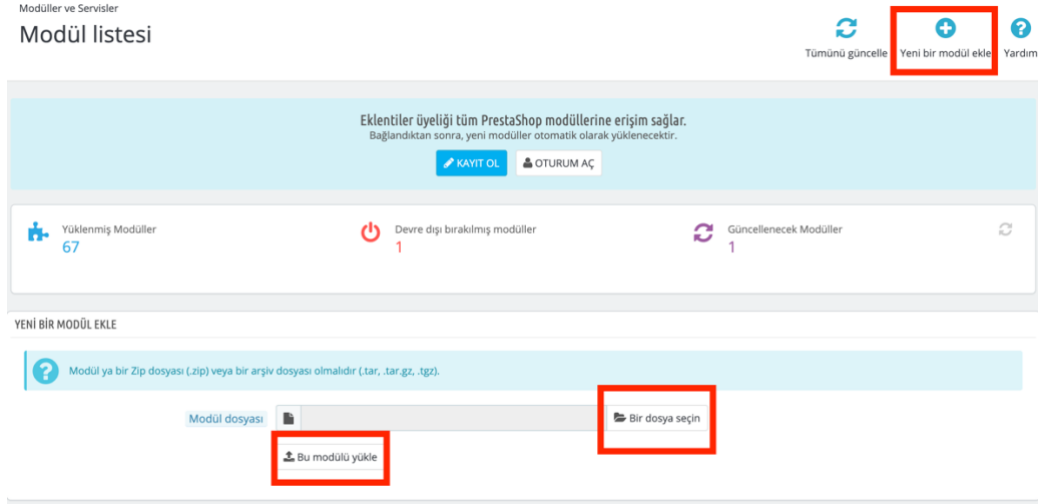 Modüller ve Servisler
Modül listesi
Tümünü güncelle
Yeni bir modül ekle
Yardım
Eklentiler üyeliği tüm PrestaShop modüllerine erişim sağlar.
Bağlandıktan sonra, yeni modüller otomatik olarak yüklenecektir.
KAYIT OL
OTURUM AÇ
Yüklenmiş Modüller
67
Devre dışı bırakılmış modüller
1
Güncellenecek Modüller
1
YENİ BİR MODÜL EKLE
Modül ya bir Zip dosyası (.zip) veya bir arşiv dosyası olmalıdır (.tar, .tar.gz, .tgz).
Modül dosyası
Bir dosya seçin
Bu modülü yükle